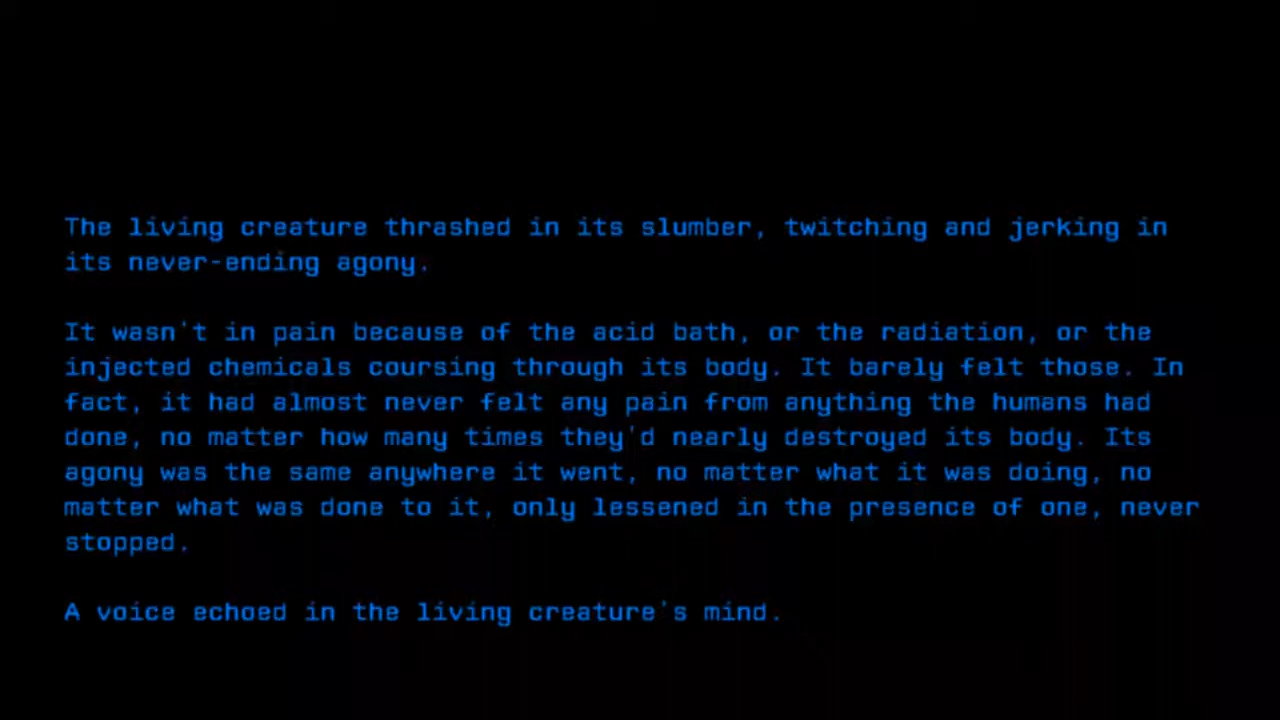 The living creature thrashed in its slumber, twitching and jerking in
its never-ending agony.
It wasn't in pain because of the acid bath, or the radiation, or the
injected chemicals coursing through its body. It barely felt those. In
fact, it had almost never felt any pain from anything the humans had
done, no matter how many times they'd nearly destroyed its body. Its
agony was the same anywhere it went, no matter what it was doing, no
matter what was done to it, only lessened in the presence of one, never
stopped.
A voice echoed in the living creature's mind.